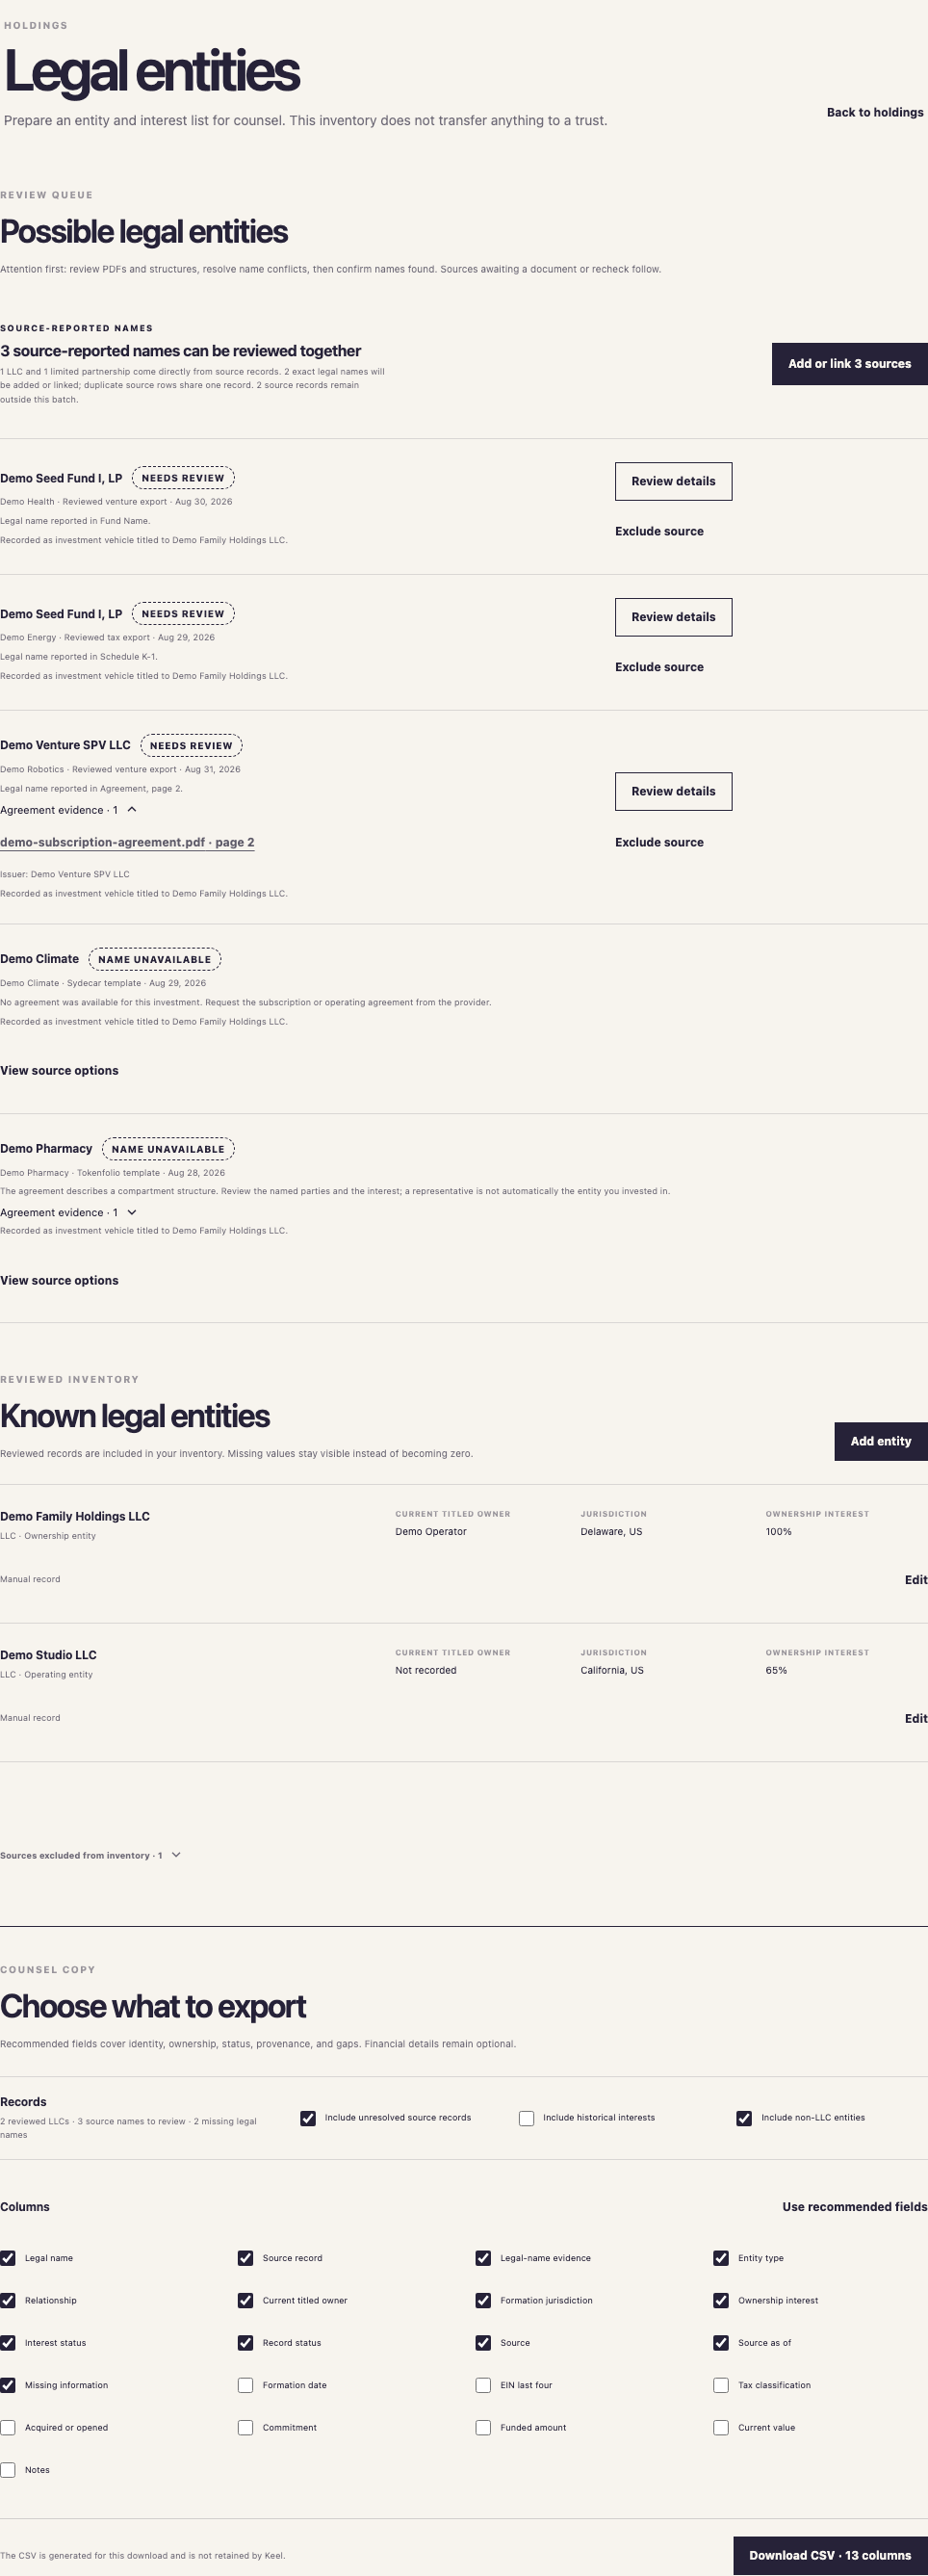 HOLDINGS
Legal entities
Prepare an entity and interest list for counsel. This inventory does not transfer anything to a trust.
Back to holdings
REVIEW QUEUE
Possible legal entities
Attention first: review PDFs and structures, resolve name conflicts, then confirm names found. Sources awaiting a document or recheck follow.
SOURCE-REPORTED NAMES
3 source-reported names can be reviewed together
1 LLC and 1 limited partnership come directly from source records. 2 exact legal names will
be added or linked; duplicate source rows share one record. 2 source records remain
outside this batch.
Add or link 3 sources
Demo Seed Fund I, LP NEEDS REVIEW
Demo Health · Reviewed venture export · Aug 30, 2026
Legal name reported in Fund Name.
Recorded as investment vehicle titled to Demo Family Holdings LLC.
Review details
Exclude source
Demo Seed Fund I, LP NEEDS REVIEW
Demo Energy · Reviewed tax export · Aug 29, 2026
Legal name reported in Schedule K-1.
Recorded as investment vehicle titled to Demo Family Holdings LLC.
Review details
Exclude source
Demo Venture SPV LLC NEEDS REVIEW
Demo Robotics · Reviewed venture export · Aug 31, 2026
Legal name reported in Agreement, page 2.
Agreement evidence · 1
demo-subscription-agreement.pdf · page 2
Issuer: Demo Venture SPV LLC
Recorded as investment vehicle titled to Demo Family Holdings LLC.
Review details
Exclude source
Demo Climate NAME UNAVAILABLE
Demo Climate · Sydecar template · Aug 29, 2026
No agreement was available for this investment. Request the subscription or operating agreement from the provider.
Recorded as investment vehicle titled to Demo Family Holdings LLC.
View source options
Demo Pharmacy NAME UNAVAILABLE
Demo Pharmacy · Tokenfolio template · Aug 28, 2026
The agreement describes a compartment structure. Review the named parties and the interest; a representative is not automatically the entity you invested in.
Agreement evidence · 1
Recorded as investment vehicle titled to Demo Family Holdings LLC.
View source options
REVIEWED INVENTORY
Known legal entities
Reviewed records are included in your inventory. Missing values stay visible instead of becoming zero.
Add entity
Demo Family Holdings LLC
LLC · Ownership entity
CURRENT TITLED OWNER
Demo Operator
JURISDICTION
Delaware, US
OWNERSHIP INTEREST
100%
Manual record
Edit
Demo Studio LLC
LLC · Operating entity
CURRENT TITLED OWNER
Not recorded
JURISDICTION
California, US
OWNERSHIP INTEREST
65%
Manual record
Edit
Sources excluded from inventory · 1
COUNSEL COPY
Choose what to export
Recommended fields cover identity, ownership, status, provenance, and gaps. Financial details remain optional.
Records
2 reviewed LLCs · 3 source names to review · 2 missing legal
names
Include unresolved source records
Include historical interests
Include non-LLC entities
Columns
Use recommended fields
Legal name
Source record
Legal-name evidence
Entity type
Relationship
Current titled owner
Formation jurisdiction
Ownership interest
Interest status
Record status
Source
Source as of
Missing information
Formation date
EIN last four
Tax classification
Acquired or opened
Commitment
Funded amount
Current value
Notes
The CSV is generated for this download and is not retained by Keel.
Download CSV · 13 columns